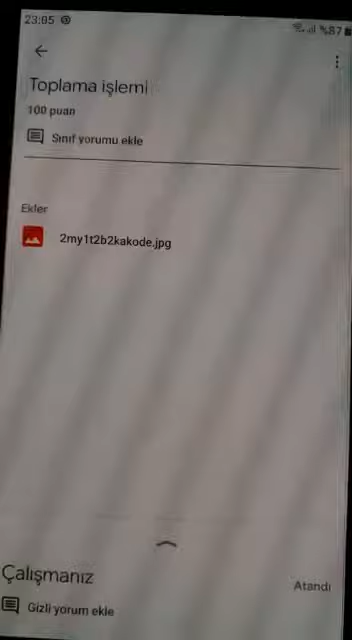 23:05
%87
Toplama işlemi
100 puan
Sınıf yorumu ekle
Ekler
2my1t2b2kakode.jpg
Çalışmanız
Atandı
Gizli yorum ekle